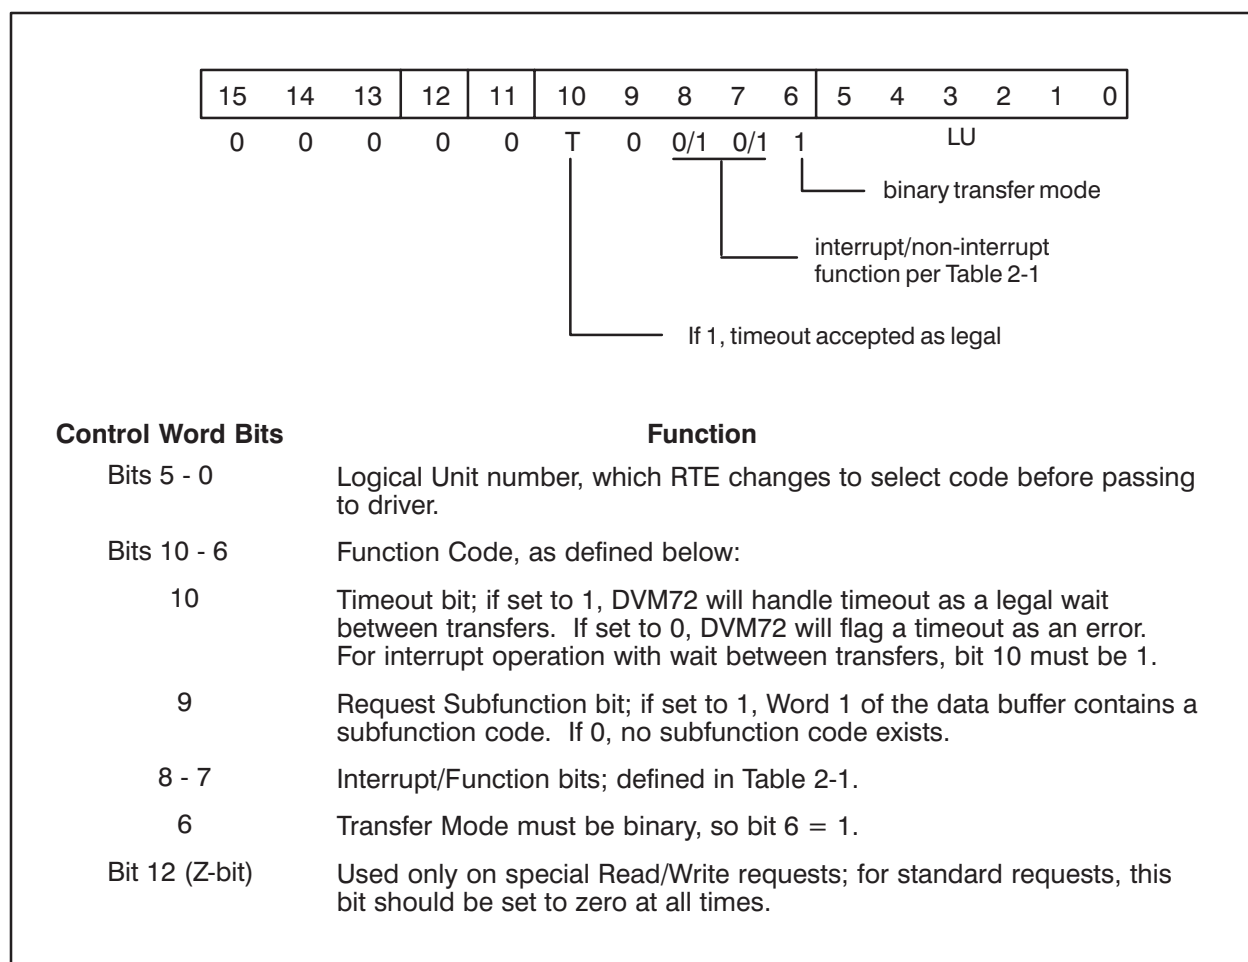 15 14 13 12 11 10 9 8 7 6 5 4 3 2 1 0
0 0 0 0 0 T 0 0/1 0/1 1 LU
binary transfer mode
interrupt/non-interrupt
function per Table 2-1
If 1, timeout accepted as legal
Control Word Bits Function
Bits 5 - 0 Logical Unit number, which RTE changes to select code before passing
to driver.
Bits 10 - 6 Function Code, as defined below:
10 Timeout bit; if set to 1, DVM72 will handle timeout as a legal wait
between transfers. If set to 0, DVM72 will flag a timeout as an error.
For interrupt operation with wait between transfers, bit 10 must be 1.
9 Request Subfunction bit; if set to 1, Word 1 of the data buffer contains a
subfunction code. If 0, no subfunction code exists.
8 - 7 Interrupt/Function bits; defined in Table 2-1.
6 Transfer Mode must be binary, so bit 6 = 1.
Bit 12 (Z-bit) Used only on special Read/Write requests; for standard requests, this
bit should be set to zero at all times.